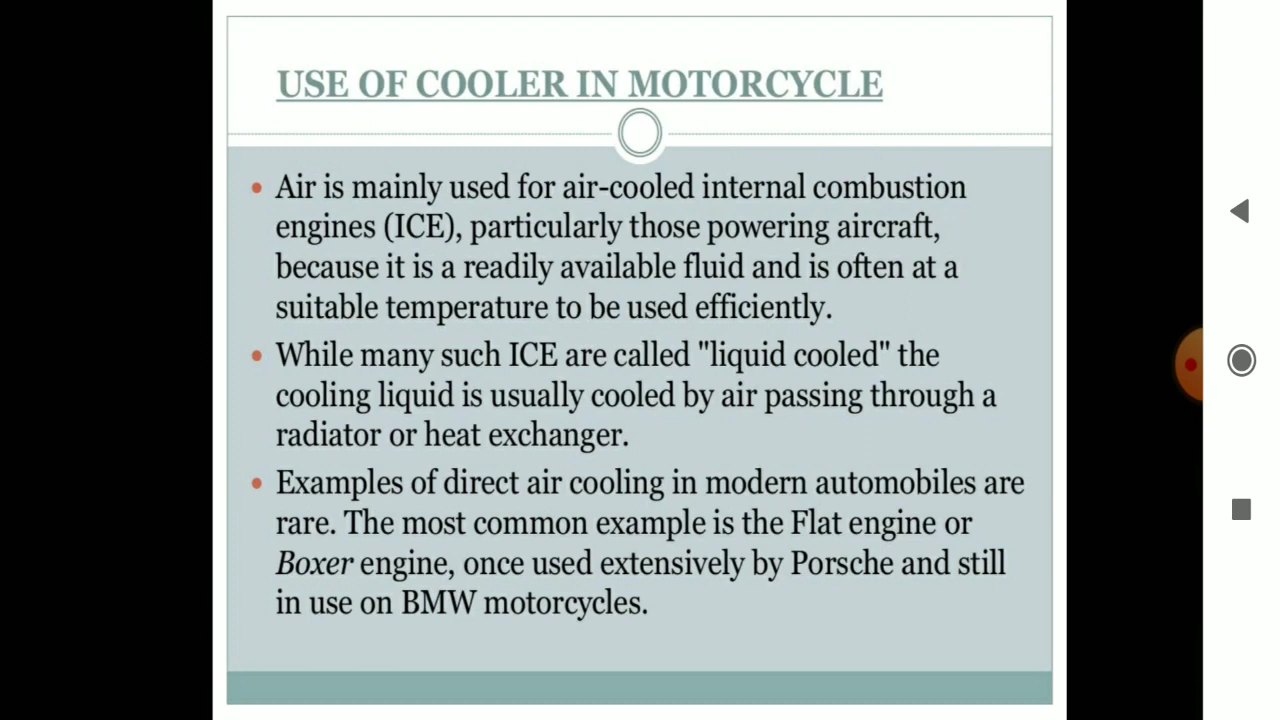 USE OF COOLER IN MOTORCYCLE
• Air is mainly used for air-cooled internal combustion
engines (ICE), particularly those powering aircraft,
because it is a readily available fluid and is often at a
suitable temperature to be used efficiently.
• While many such ICE are called "liquid cooled" the
cooling liquid is usually cooled by air passing through a
radiator or heat exchanger.
• Examples of direct air cooling in modern automobiles are
rare. The most common example is the Flat engine or
Boxer engine, once used extensively by Porsche and still
in use on BMW motorcycles.